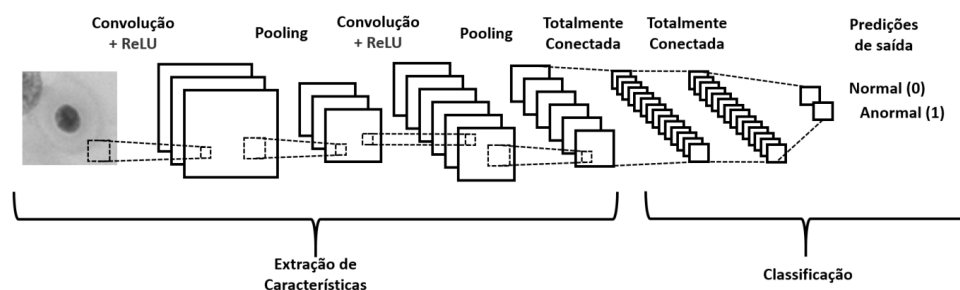 Convolução
+ ReLU
Pooling
Convolução
+ ReLU
Pooling
Totalmente
Conectada
Totalmente
Conectada
Predições
de saída
Normal (0)
Anormal (1)
Extração de
Características
Classificação